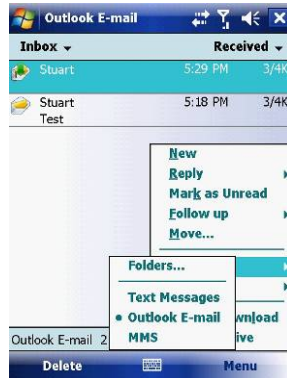 Outlook E-mail
Inbox Received
Stuart 5:29 PM 3/4K
Stuart 5:18 PM 3/4K
Test
New
Reply
Mark as Unread
Follow up
Move...
Folders...
Text Messages
Outlook E-mail wnload
MMS ive
Outlook E-mail 2
Delete Menu